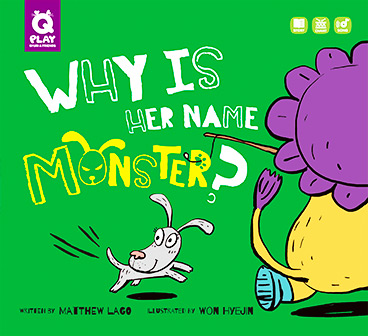 Q
PLAY
WHY IS
HER NAME
MONSTER?
WRITTEN BY MATTHEW LAGO
ILLUSTRATED BY WON HYEJIN